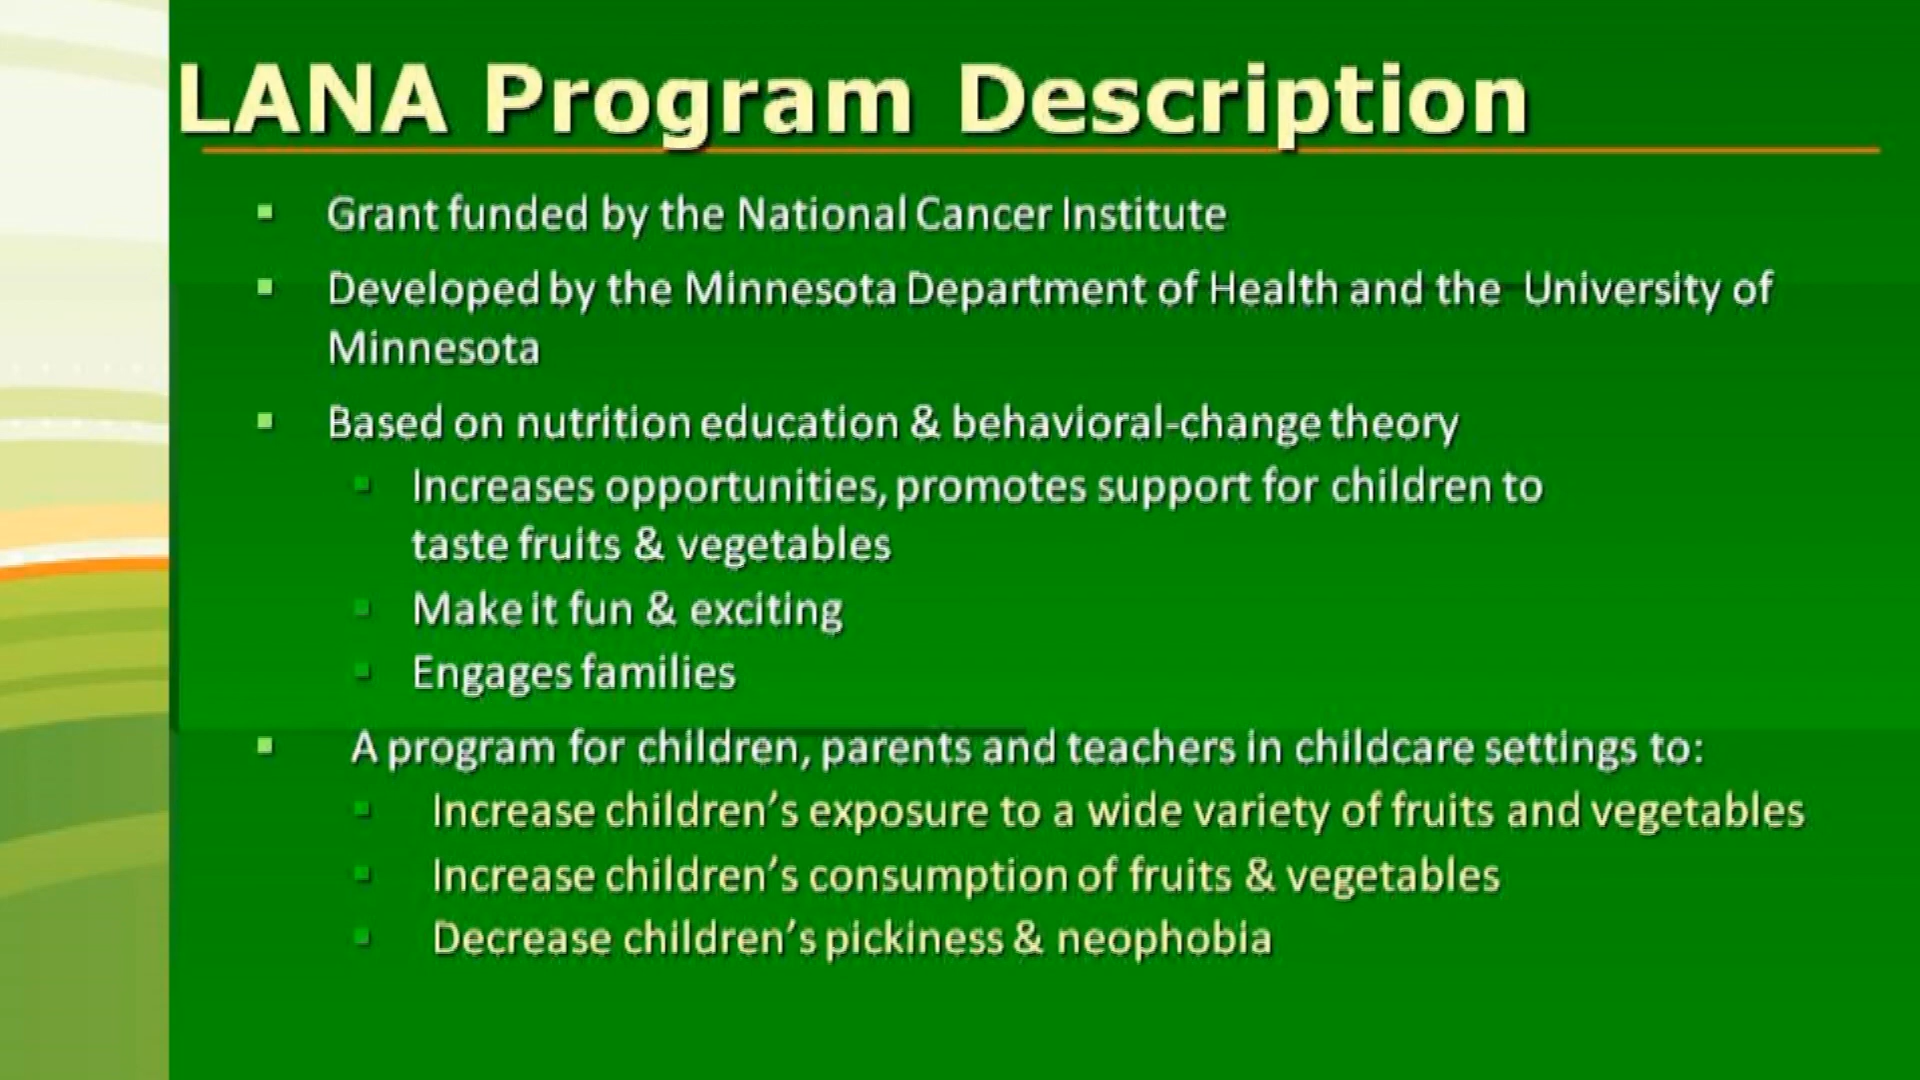 LANA Program Description
Grant funded by the National Cancer Institute
Developed by the Minnesota Department of Health and the University of
Minnesota
Based on nutrition education & behavioral-change theory
Increases opportunities, promotes support for children to
taste fruits & vegetables
Make it fun & exciting
Engages families
A program for children, parents and teachers in childcare settings to:
Increase children’s exposure to a wide variety of fruits and vegetables
Increase children’s consumption of fruits & vegetables
Decrease children’s pickiness & neophobia